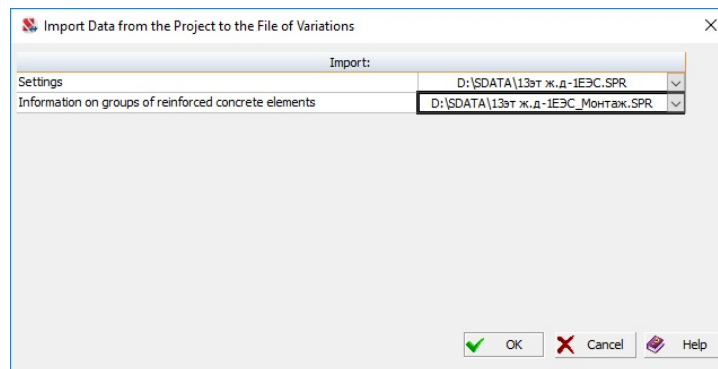 Import Data from the Project to the File of Variations
Import:
Settings D:\SDATA\13эт ж.д-1ЕЭС.SPR
Information on groups of reinforced concrete elements D:\SDATA\13эт ж.д-1ЕЭС_Монтаж.SPR
OK Cancel Help